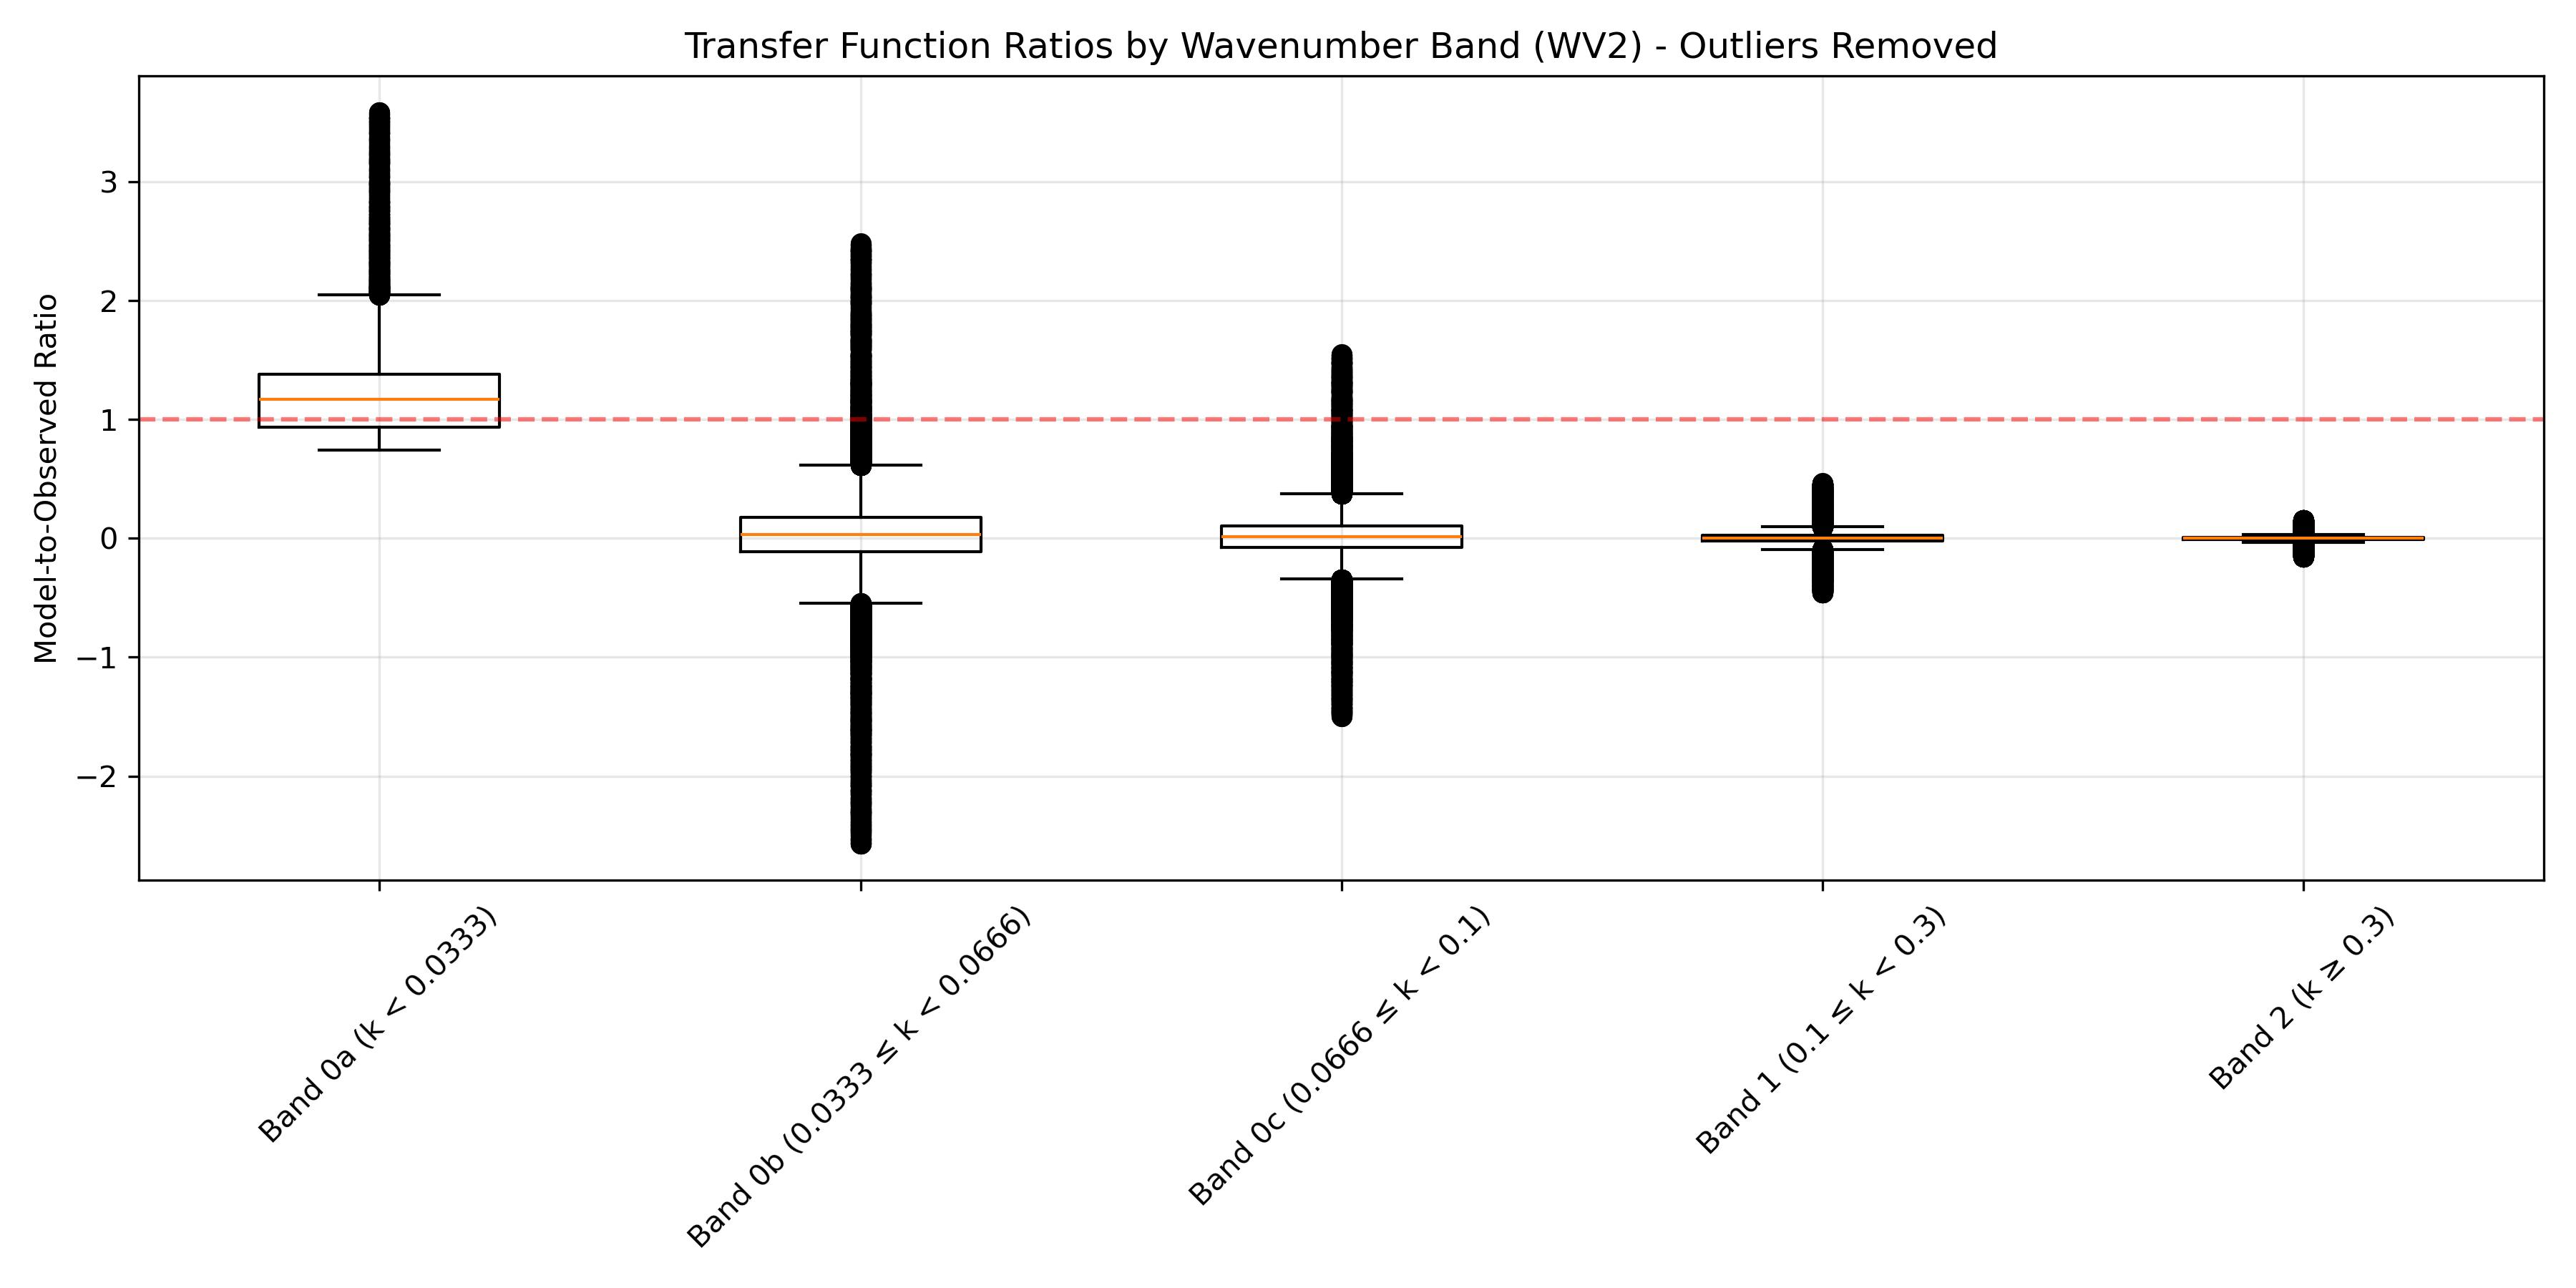 Transfer Function Ratios by Wavenumber Band (WV2) - Outliers Removed
Model-to-Observed Ratio
3
2
1
0
−1
−2
Band 0a (k < 0.0333)
Band 0b (0.0333 ≤ k < 0.0666)
Band 0c (0.0666 ≤ k < 0.1)
Band 1 (0.1 ≤ k < 0.3)
Band 2 (k ≥ 0.3)